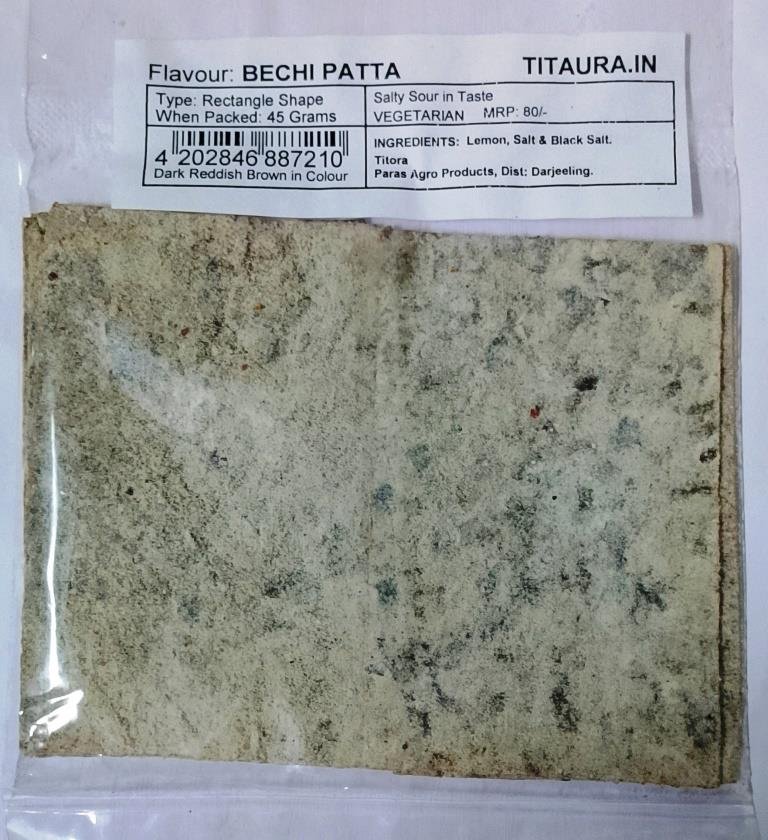 Flavour: BECHI PATTA TITAURA.IN
Type: Rectangle Shape
When Packed: 45 Grams
4 202846 887210
Dark Reddish Brown in Colour
Salty Sour in Taste
VEGETARIAN MRP: 80/-
INGREDIENTS: Lemon, Salt & Black Salt.
Titora
Paras Agro Products, Dist: Darjeeling.